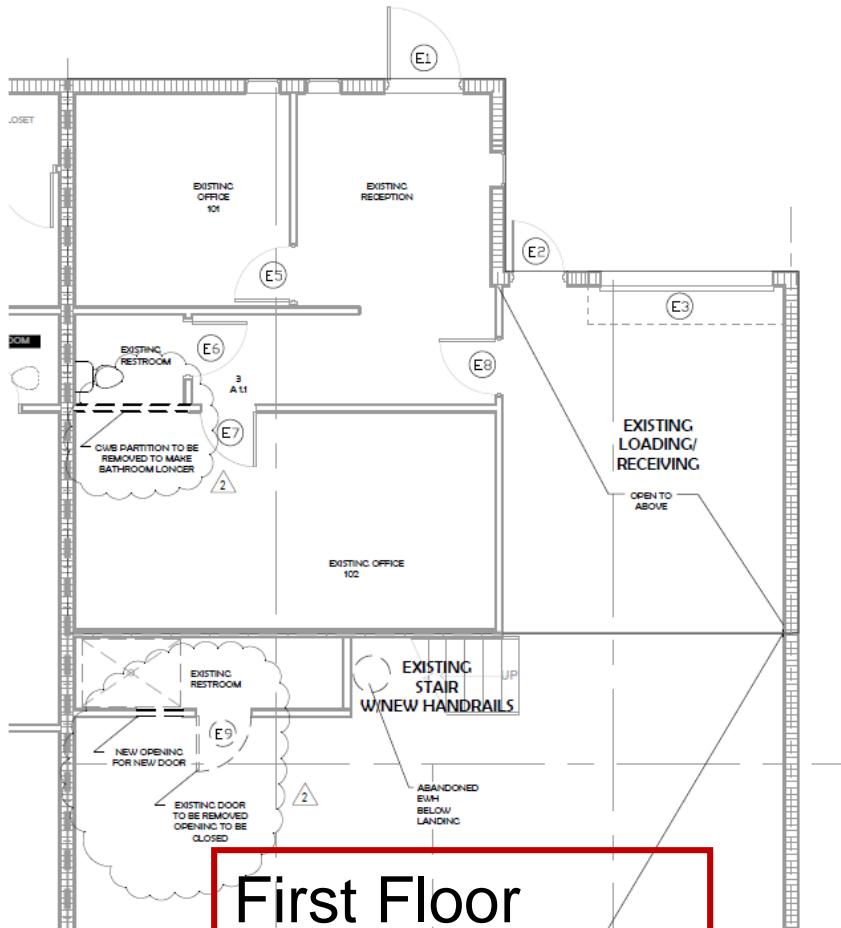 E1
LOSET
EXISTING
OFFICE
101
EXISTING
RECEPTION
E2
E5
E3
OOM
EXISTING
RESTROOM
E6
3
A 1.1
E8
E7
GWB PARTITION TO BE
REMOVED TO MAKE
BATHROOM LONGER
2
EXISTING
LOADING/
RECEIVING
OPEN TO
ABOVE
EXISTING OFFICE
102
EXISTING
RESTROOM
EXISTING
STAIR
W/NEW HANDRAILS
UP
E9
NEW OPENING
FOR NEW DOOR
EXISTING DOOR
TO BE REMOVED
OPENING TO BE
CLOSED
2
ABANDONED
EWH
BELOW
LANDING
First Floor